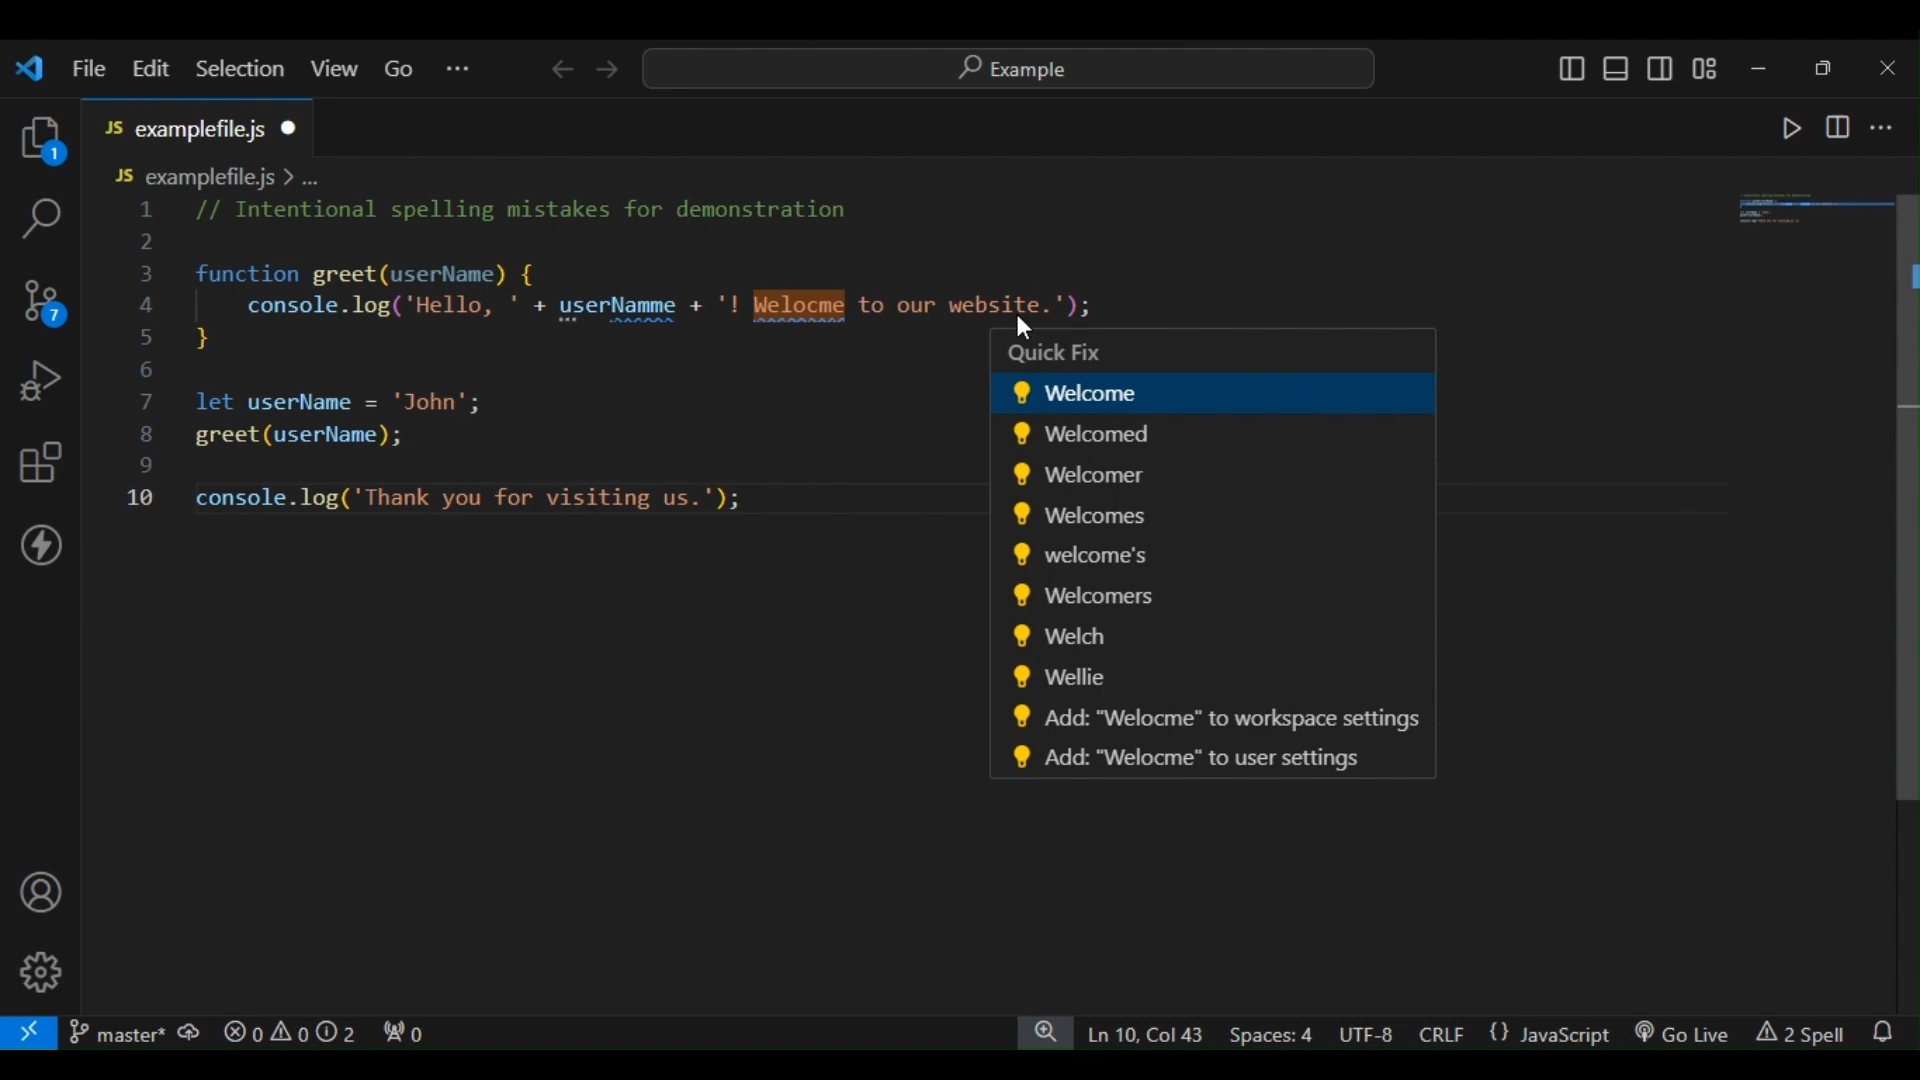 File Edit Selection View Go ···
Example
JS examplefile.js
JS examplefile.js > ...
1 // Intentional spelling mistakes for demonstration
2
3 function greet(userName) {
4 console.log('Hello, ' + userNamme + '! Welocme to our website.');
5 }
6
7 let userName = 'John';
8 greet(userName);
9
10 console.log('Thank you for visiting us.');
Quick Fix
Welcome
Welcomed
Welcomer
Welcomes
welcome's
Welcomers
Welch
Wellie
Add: "Welocme" to workspace settings
Add: "Welocme" to user settings
1
7
master* 0 0 2 0 Ln 10, Col 43 Spaces: 4 UTF-8 CRLF {} JavaScript Go Live 2 Spell